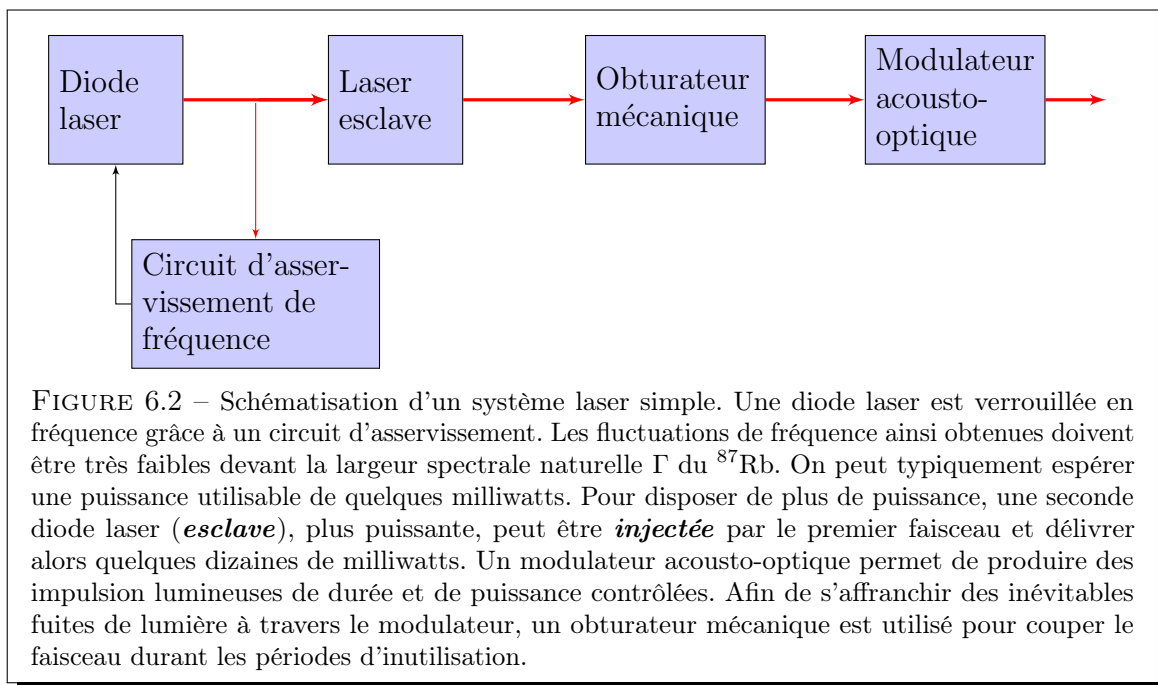 Diode
laser
Laser
esclave
Obturateur
mécanique
Modulateur
acousto-
optique
Circuit d'asser-
vissement de
fréquence
FIGURE 6.2 – Schématisation d'un système laser simple. Une diode laser est verrouillée en
fréquence grâce à un circuit d'asservissement. Les fluctuations de fréquence ainsi obtenues doivent
être très faibles devant la largeur spectrale naturelle Γ du ⁸⁷Rb. On peut typiquement espérer
une puissance utilisable de quelques milliwatts. Pour disposer de plus de puissance, une seconde
diode laser (esclave), plus puissante, peut être injectée par le premier faisceau et délivrer
alors quelques dizaines de milliwatts. Un modulateur acousto-optique permet de produire des
impulsion lumineuses de durée et de puissance contrôlées. Afin de s'affranchir des inévitables
fuites de lumière à travers le modulateur, un obturateur mécanique est utilisé pour couper le
faisceau durant les périodes d'inutilisation.